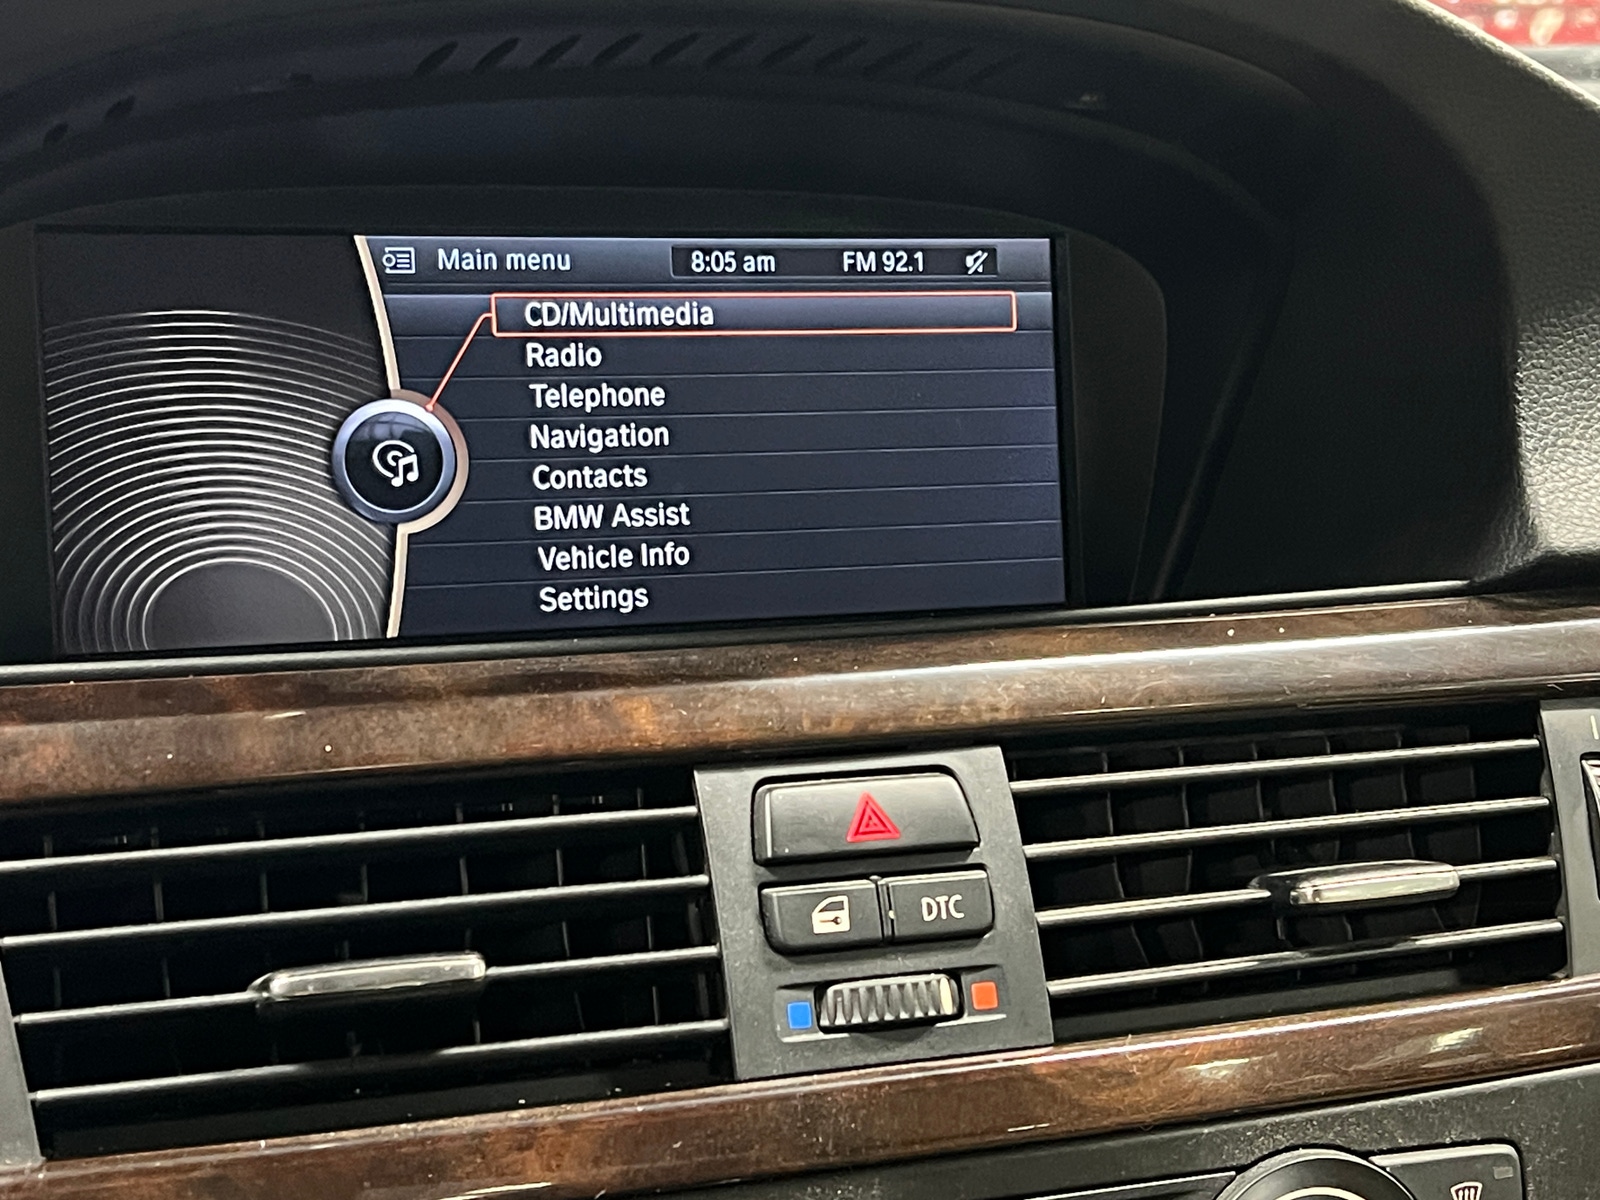 Main menu 8:05 am FM 92.1
CD/Multimedia
Radio
Telephone
Navigation
Contacts
BMW Assist
Vehicle Info
Settings
DTC